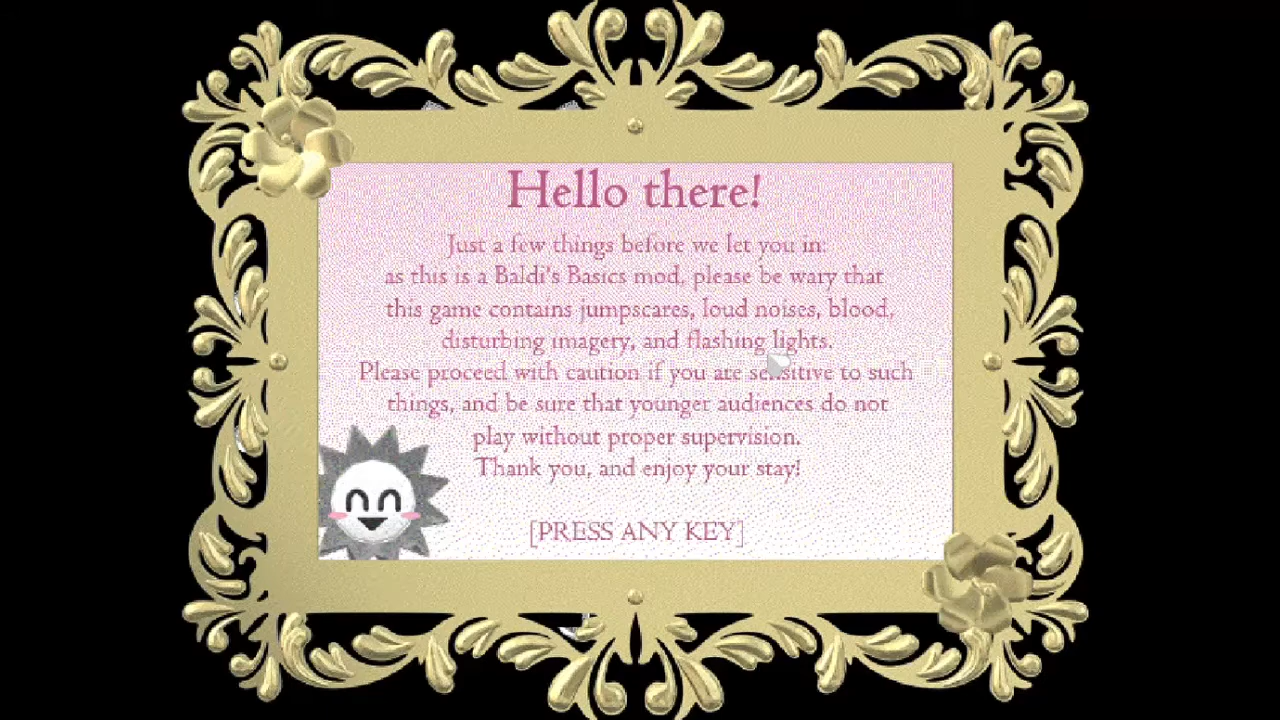 Hello there!
Just a few things before we let you in:
as this is a Baldi's Basics mod, please be wary that
this game contains jumpscares, loud noises, blood,
disturbing imagery, and flashing lights.
Please proceed with caution if you are sensitive to such
things, and be sure that younger audiences do not
play without proper supervision.
Thank you, and enjoy your stay!
[PRESS ANY KEY]